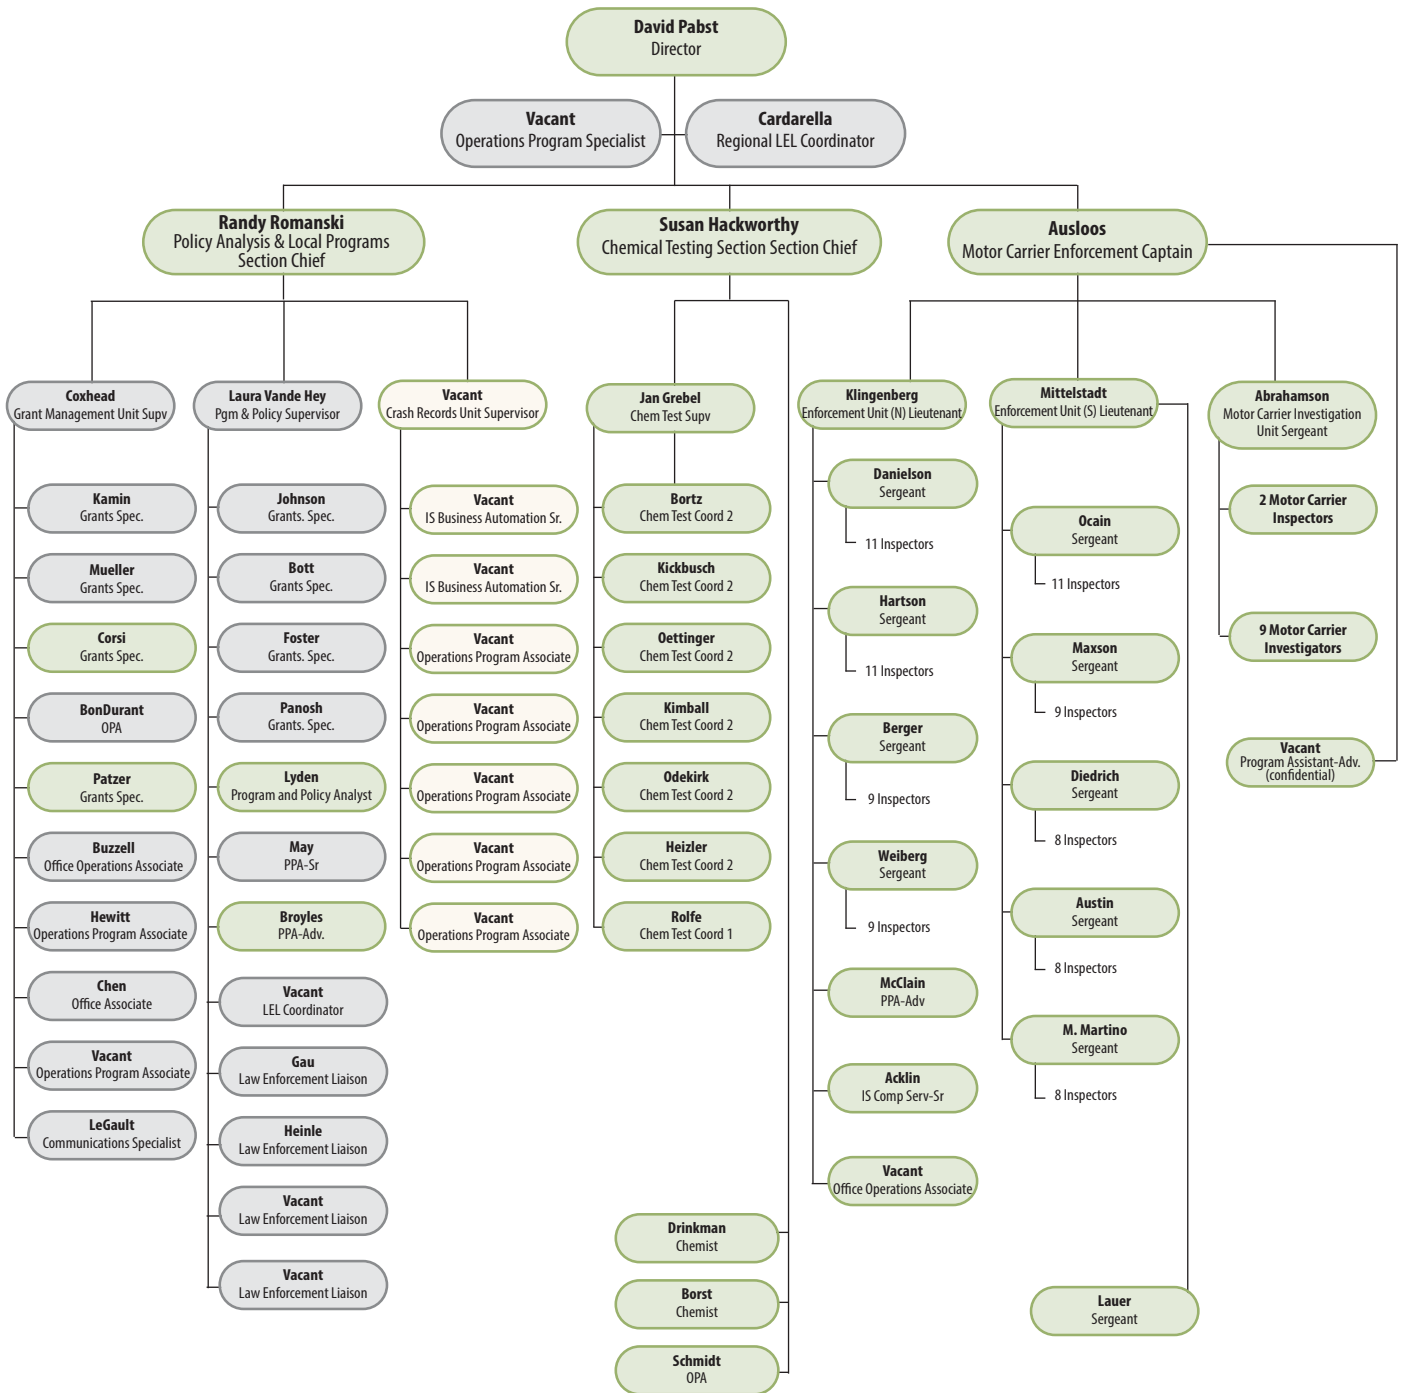 David Pabst
Director
Vacant
Operations Program Specialist
Cardarella
Regional LEL Coordinator
Randy Romanski
Policy Analysis & Local Programs
Section Chief
Susan Hackworthy
Chemical Testing Section Section Chief
Ausloos
Motor Carrier Enforcement Captain
Coxhead
Grant Management Unit Supv
Kamin
Grants Spec.
Mueller
Grants Spec.
Corsi
Grants Spec.
BonDurant
OPA
Patzer
Grants Spec.
Buzzell
Office Operations Associate
Hewitt
Operations Program Associate
Chen
Office Associate
Vacant
Operations Program Associate
LeGault
Communications Specialist
Laura Vande Hey
Pgm & Policy Supervisor
Johnson
Grants. Spec.
Bott
Grants Spec.
Foster
Grants. Spec.
Panosh
Grants. Spec.
Lyden
Program and Policy Analyst
May
PPA-Sr
Broyles
PPA-Adv.
Vacant
LEL Coordinator
Gau
Law Enforcement Liaison
Heinle
Law Enforcement Liaison
Vacant
Law Enforcement Liaison
Vacant
Law Enforcement Liaison
Vacant
Crash Records Unit Supervisor
Vacant
IS Business Automation Sr.
Vacant
IS Business Automation Sr.
Vacant
Operations Program Associate
Vacant
Operations Program Associate
Vacant
Operations Program Associate
Vacant
Operations Program Associate
Vacant
Operations Program Associate
Jan Grebel
Chem Test Supv
Bortz
Chem Test Coord 2
Kickbusch
Chem Test Coord 2
Oettinger
Chem Test Coord 2
Kimball
Chem Test Coord 2
Odekirk
Chem Test Coord 2
Heizler
Chem Test Coord 2
Rolfe
Chem Test Coord 1
Drinkman
Chemist
Borst
Chemist
Schmidt
OPA
Klingenberg
Enforcement Unit (N) Lieutenant
Danielson
Sergeant
11 Inspectors
Hartson
Sergeant
11 Inspectors
Berger
Sergeant
9 Inspectors
Weiberg
Sergeant
9 Inspectors
McClain
PPA-Adv
Acklin
IS Comp Serv-Sr
Vacant
Office Operations Associate
Mittelstadt
Enforcement Unit (S) Lieutenant
Ocain
Sergeant
11 Inspectors
Maxson
Sergeant
9 Inspectors
Diedrich
Sergeant
8 Inspectors
Austin
Sergeant
8 Inspectors
M. Martino
Sergeant
8 Inspectors
Lauer
Sergeant
Abrahamson
Motor Carrier Investigation
Unit Sergeant
2 Motor Carrier
Inspectors
9 Motor Carrier
Investigators
Vacant
Program Assistant-Adv.
(confidential)